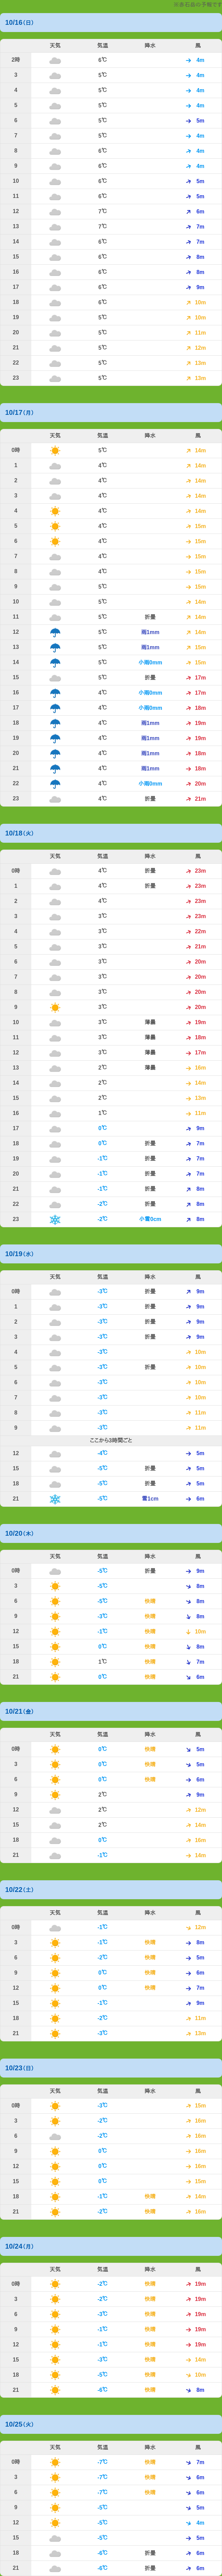 ※夜石岳の予報です
10/16(日)
天気 気温 降水 風
2時 6℃ 4m
3 5℃ 4m
4 5℃ 4m
5 5℃ 4m
6 5℃ 5m
7 5℃ 4m
8 6℃ 4m
9 6℃ 4m
10 6℃ 5m
11 6℃ 5m
12 7℃ 6m
13 7℃ 7m
14 6℃ 7m
15 6℃ 8m
16 6℃ 8m
17 6℃ 9m
18 6℃ 10m
19 5℃ 10m
20 5℃ 11m
21 5℃ 12m
22 5℃ 13m
23 5℃ 13m
10/17(月)
天気 気温 降水 風
0時 5℃ 14m
1 4℃ 14m
2 4℃ 14m
3 4℃ 14m
4 4℃ 14m
5 4℃ 15m
6 4℃ 15m
7 4℃ 15m
8 4℃ 15m
9 5℃ 15m
10 5℃ 14m
11 5℃ 折曇 14m
12 5℃ 雨1mm 14m
13 5℃ 雨1mm 15m
14 5℃ 小雨0mm 15m
15 5℃ 折曇 17m
16 4℃ 小雨0mm 17m
17 4℃ 小雨0mm 18m
18 4℃ 雨1mm 19m
19 4℃ 雨1mm 19m
20 4℃ 雨1mm 18m
21 4℃ 雨1mm 18m
22 4℃ 小雨0mm 20m
23 4℃ 折曇 21m
10/18(火)
天気 気温 降水 風
0時 4℃ 折曇 23m
1 4℃ 折曇 23m
2 4℃ 23m
3 3℃ 23m
4 3℃ 22m
5 3℃ 21m
6 3℃ 20m
7 3℃ 20m
8 3℃ 20m
9 3℃ 20m
10 3℃ 薄曇 19m
11 3℃ 薄曇 18m
12 3℃ 薄曇 17m
13 2℃ 薄曇 16m
14 2℃ 14m
15 2℃ 13m
16 1℃ 11m
17 0℃ 9m
18 0℃ 折曇 7m
19 -1℃ 折曇 7m
20 -1℃ 折曇 7m
21 -1℃ 折曇 8m
22 -2℃ 折曇 8m
23 -2℃ 小雪0cm 8m
10/19(水)
天気 気温 降水 風
0時 -3℃ 折曇 9m
1 -3℃ 折曇 9m
2 -3℃ 折曇 9m
3 -3℃ 折曇 9m
4 -3℃ 10m
5 -3℃ 折曇 10m
6 -3℃ 10m
7 -3℃ 10m
8 -3℃ 11m
9 -3℃ 11m
ここから3時間ごと
12 -4℃ 5m
15 -5℃ 折曇 5m
18 -5℃ 折曇 5m
21 -5℃ 雪1cm 6m
10/20(木)
天気 気温 降水 風
0時 -5℃ 折曇 9m
3 -5℃ 8m
6 -5℃ 快晴 8m
9 -3℃ 快晴 8m
12 -1℃ 快晴 10m
15 0℃ 快晴 8m
18 1℃ 快晴 7m
21 0℃ 快晴 6m
10/21(金)
天気 気温 降水 風
0時 0℃ 快晴 5m
3 0℃ 快晴 5m
6 0℃ 快晴 6m
9 2℃ 9m
12 2℃ 12m
15 2℃ 14m
18 0℃ 16m
21 -1℃ 14m
10/22(土)
天気 気温 降水 風
0時 -1℃ 12m
3 -1℃ 快晴 8m
6 -2℃ 快晴 5m
9 0℃ 快晴 6m
12 0℃ 快晴 7m
15 -1℃ 9m
18 -2℃ 11m
21 -3℃ 13m
10/23(日)
天気 気温 降水 風
0時 -3℃ 15m
3 -2℃ 16m
6 -2℃ 16m
9 0℃ 16m
12 0℃ 16m
15 0℃ 15m
18 -1℃ 快晴 14m
21 -2℃ 快晴 16m
10/24(月)
天気 気温 降水 風
0時 -2℃ 快晴 19m
3 -2℃ 快晴 19m
6 -3℃ 快晴 19m
9 -1℃ 快晴 19m
12 -1℃ 快晴 19m
15 -3℃ 快晴 14m
18 -5℃ 快晴 10m
21 -6℃ 快晴 8m
10/25(火)
天気 気温 降水 風
0時 -7℃ 快晴 7m
3 -7℃ 快晴 6m
6 -7℃ 快晴 6m
9 -5℃ 5m
12 -5℃ 4m
15 -5℃ 5m
18 -6℃ 折曇 6m
21 -6℃ 折曇 6m